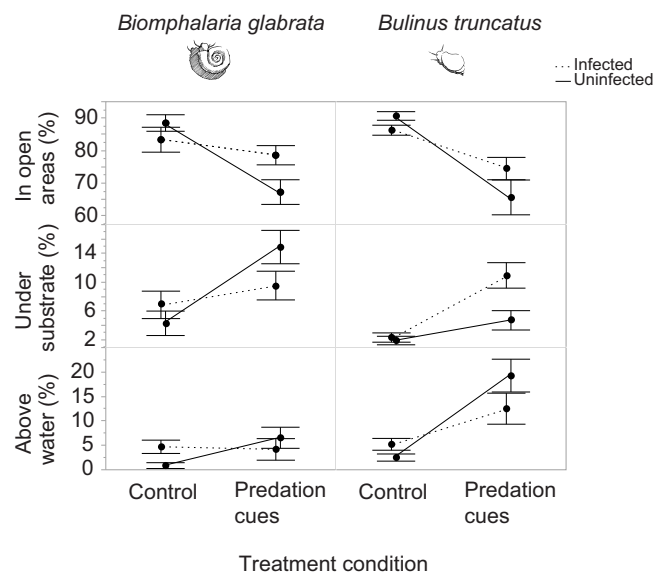 Biomphalaria glabrata
Bulinus truncatus
Infected
Uninfected
In open
areas (%)
90
80
70
60
Under
substrate (%)
14
10
6
2
Above
water (%)
20
15
10
5
0
Control
Predation
cues
Control
Predation
cues
Treatment condition